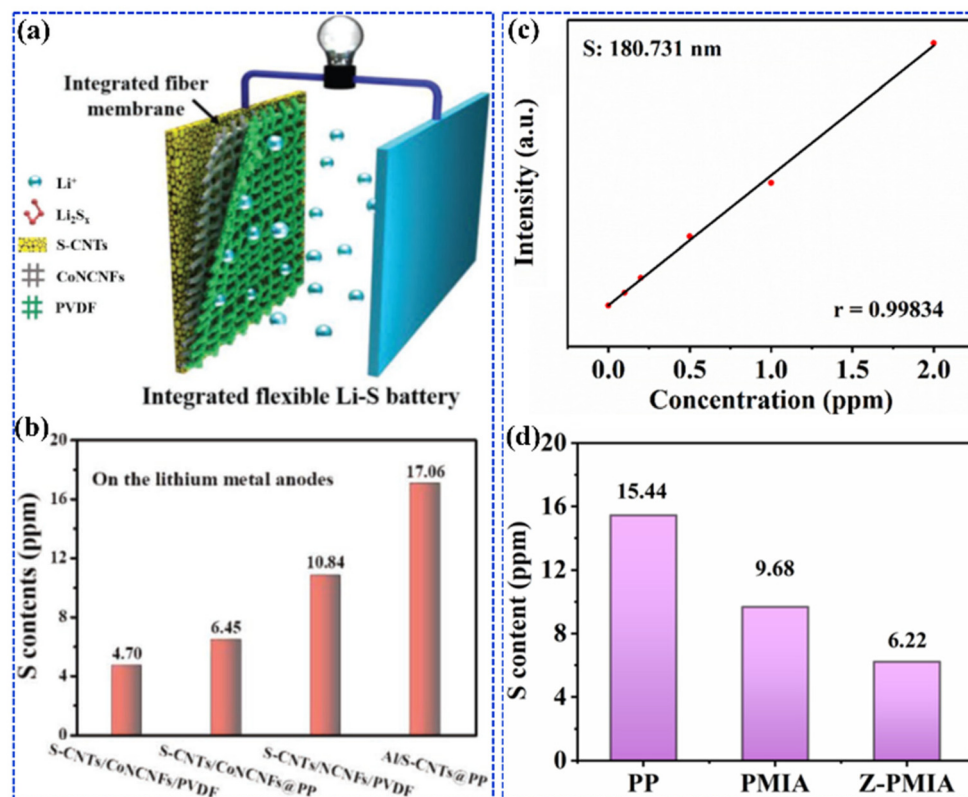 (a)
Integrated fiber
membrane
Li⁺
Li₂Sₓ
S-CNTs
CoNCNFs
PVDF
Integrated flexible Li-S battery
(b)
On the lithium metal anodes
S contents (ppm)
20
16
12
8
4
0
4.70
6.45
10.84
17.06
S-CNTs/CoNCNFs/PVDF
S-CNTs/CoNCNFs@PP
S-CNTs/NCNFs/PVDF
Al/S-CNTs@PP
(c)
S: 180.731 nm
Intensity (a.u.)
r = 0.99834
0.0 0.5 1.0 1.5 2.0
Concentration (ppm)
(d)
S content (ppm)
20
16
12
8
4
0
15.44
9.68
6.22
PP PMIA Z-PMIA